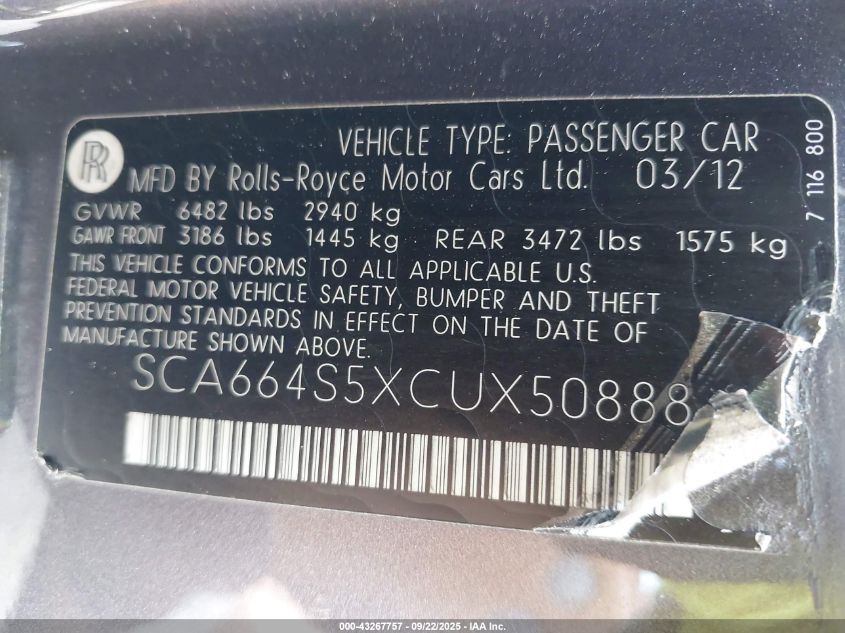 VEHICLE TYPE: PASSENGER CAR
RR
MFD BY Rolls-Royce Motor Cars Ltd. 03/12
GVWR 6482 lbs 2940 kg
GAWR FRONT 3186 lbs 1445 kg REAR 3472 lbs 1575 kg
THIS VEHICLE CONFORMS TO ALL APPLICABLE U.S.
FEDERAL MOTOR VEHICLE SAFETY, BUMPER AND THEFT
PREVENTION STANDARDS IN EFFECT ON THE DATE OF
MANUFACTURE SHOWN ABOVE.
SCA664S5XCUX50888
7 116 800
000-43267757 - 09/22/2025 - IAA Inc.